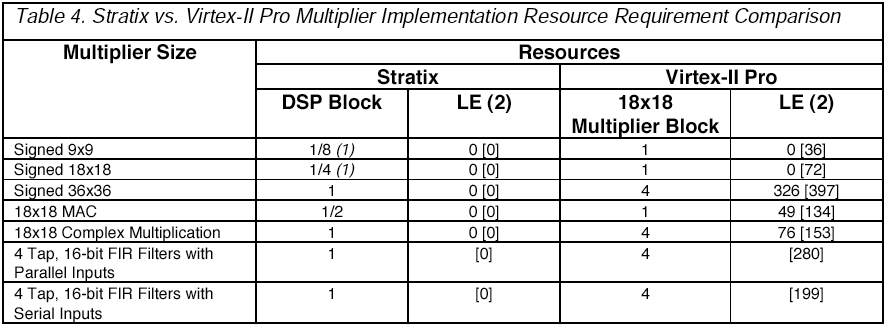 Table 4. Stratix vs. Virtex-II Pro Multiplier Implementation Resource Requirement Comparison
Multiplier Size Resources
Stratix Virtex-II Pro
DSP Block LE (2) 18x18 Multiplier Block LE (2)
Signed 9x9 1/8 (1) 0 [0] 1 0 [36]
Signed 18x18 1/4 (1) 0 [0] 1 0 [72]
Signed 36x36 1 0 [0] 4 326 [397]
18x18 MAC 1/2 0 [0] 1 49 [134]
18x18 Complex Multiplication 1 0 [0] 4 76 [153]
4 Tap, 16-bit FIR Filters with Parallel Inputs 1 [0] 4 [280]
4 Tap, 16-bit FIR Filters with Serial Inputs 1 [0] 4 [199]